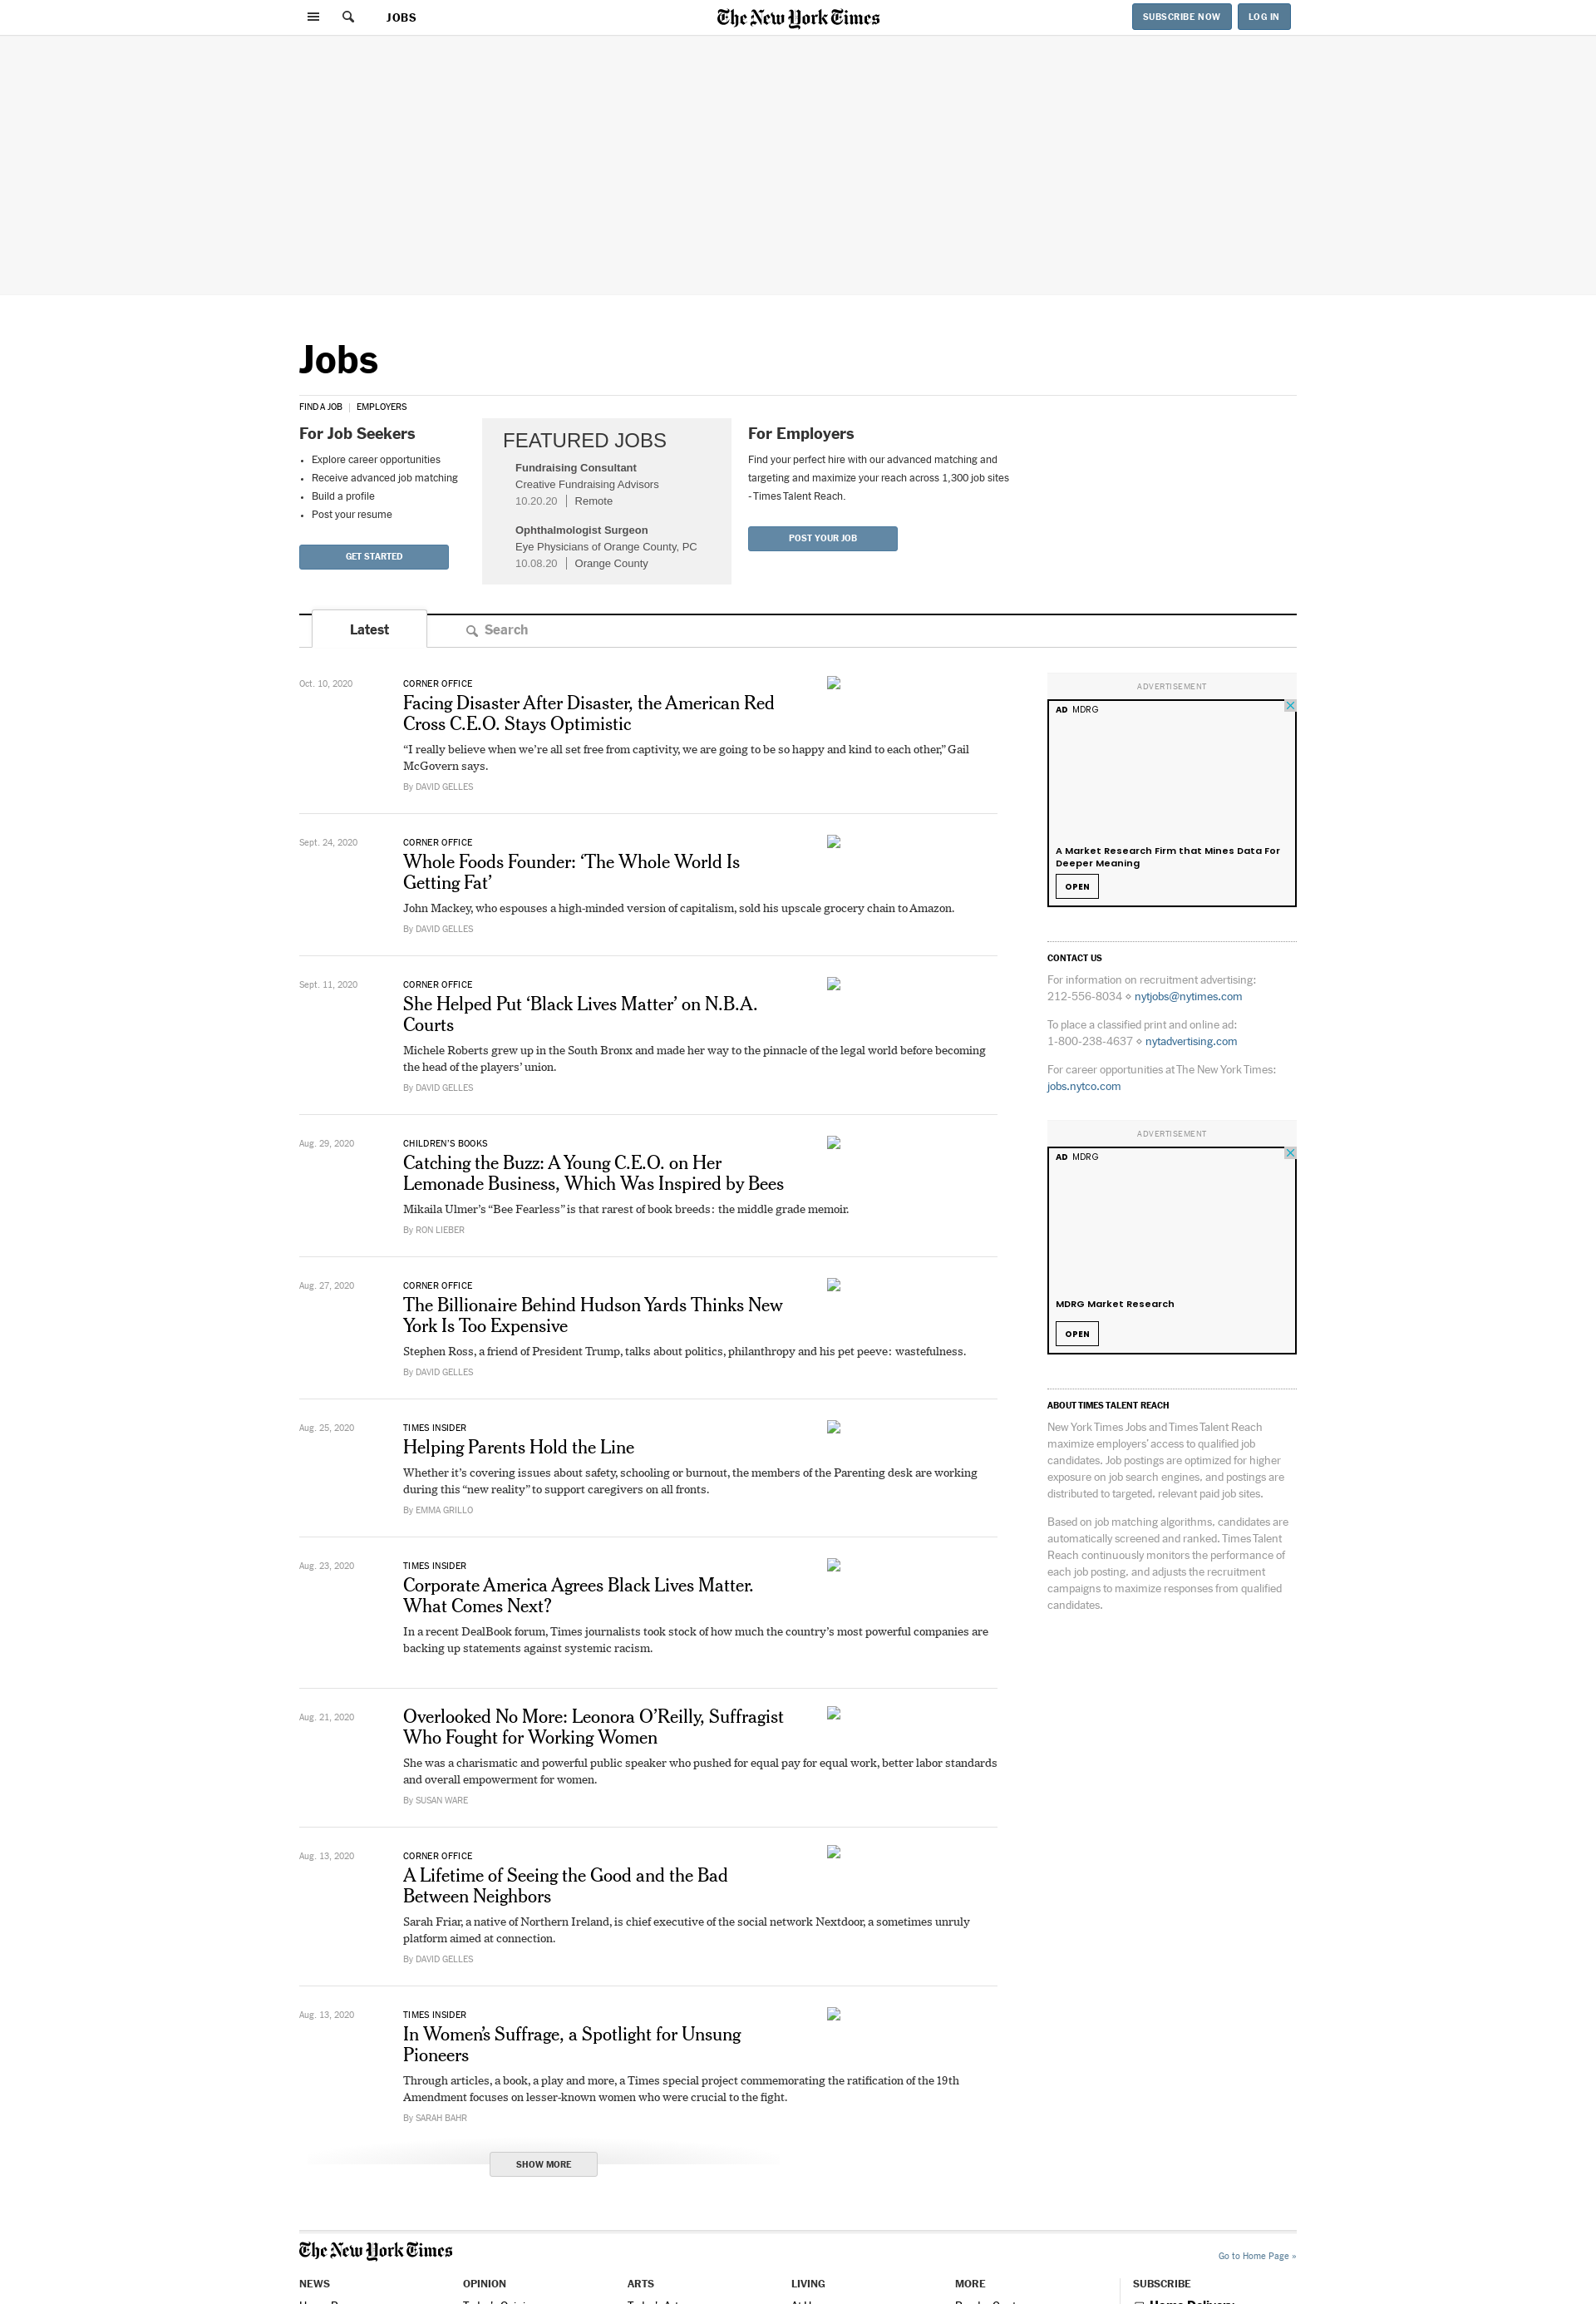 JOBS
The New York Times
SUBSCRIBE NOW
LOG IN
Jobs
FIND A JOB | EMPLOYERS
For Job Seekers
• Explore career opportunities
• Receive advanced job matching
• Build a profile
• Post your resume
GET STARTED
FEATURED JOBS
Fundraising Consultant
Creative Fundraising Advisors
10.20.20 | Remote
Ophthalmologist Surgeon
Eye Physicians of Orange County, PC
10.08.20 | Orange County
For Employers
Find your perfect hire with our advanced matching and
targeting and maximize your reach across 1,300 job sites
- Times Talent Reach.
POST YOUR JOB
Latest
Search
Oct. 10, 2020
CORNER OFFICE
Facing Disaster After Disaster, the American Red
Cross C.E.O. Stays Optimistic
“I really believe when we’re all set free from captivity, we are going to be so happy and kind to each other,” Gail
McGovern says.
By DAVID GELLES
Sept. 24, 2020
CORNER OFFICE
Whole Foods Founder: ‘The Whole World Is
Getting Fat’
John Mackey, who espouses a high-minded version of capitalism, sold his upscale grocery chain to Amazon.
By DAVID GELLES
Sept. 11, 2020
CORNER OFFICE
She Helped Put ‘Black Lives Matter’ on N.B.A.
Courts
Michele Roberts grew up in the South Bronx and made her way to the pinnacle of the legal world before becoming
the head of the players’ union.
By DAVID GELLES
Aug. 29, 2020
CHILDREN’S BOOKS
Catching the Buzz: A Young C.E.O. on Her
Lemonade Business, Which Was Inspired by Bees
Mikaila Ulmer’s “Bee Fearless” is that rarest of book breeds: the middle grade memoir.
By RON LIEBER
Aug. 27, 2020
CORNER OFFICE
The Billionaire Behind Hudson Yards Thinks New
York Is Too Expensive
Stephen Ross, a friend of President Trump, talks about politics, philanthropy and his pet peeve: wastefulness.
By DAVID GELLES
Aug. 25, 2020
TIMES INSIDER
Helping Parents Hold the Line
Whether it’s covering issues about safety, schooling or burnout, the members of the Parenting desk are working
during this “new reality” to support caregivers on all fronts.
By EMMA GRILLO
Aug. 23, 2020
TIMES INSIDER
Corporate America Agrees Black Lives Matter.
What Comes Next?
In a recent DealBook forum, Times journalists took stock of how much the country’s most powerful companies are
backing up statements against systemic racism.
Aug. 21, 2020
Overlooked No More: Leonora O’Reilly, Suffragist
Who Fought for Working Women
She was a charismatic and powerful public speaker who pushed for equal pay for equal work, better labor standards
and overall empowerment for women.
By SUSAN WARE
Aug. 13, 2020
CORNER OFFICE
A Lifetime of Seeing the Good and the Bad
Between Neighbors
Sarah Friar, a native of Northern Ireland, is chief executive of the social network Nextdoor, a sometimes unruly
platform aimed at connection.
By DAVID GELLES
Aug. 13, 2020
TIMES INSIDER
In Women’s Suffrage, a Spotlight for Unsung
Pioneers
Through articles, a book, a play and more, a Times special project commemorating the ratification of the 19th
Amendment focuses on lesser-known women who were crucial to the fight.
By SARAH BAHR
SHOW MORE
ADVERTISEMENT
AD MDRG
A Market Research Firm that Mines Data For
Deeper Meaning
OPEN
CONTACT US
For information on recruitment advertising:
212-556-8034 ⋄ nytjobs@nytimes.com
To place a classified print and online ad:
1-800-238-4637 ⋄ nytadvertising.com
For career opportunities at The New York Times:
jobs.nytco.com
ADVERTISEMENT
AD MDRG
MDRG Market Research
OPEN
ABOUT TIMES TALENT REACH
New York Times Jobs and Times Talent Reach
maximize employers’ access to qualified job
candidates. Job postings are optimized for higher
exposure on job search engines, and postings are
distributed to targeted, relevant paid job sites.
Based on job matching algorithms, candidates are
automatically screened and ranked. Times Talent
Reach continuously monitors the performance of
each job posting, and adjusts the recruitment
campaigns to maximize responses from qualified
candidates.
The New York Times
Go to Home Page »
NEWS
OPINION
ARTS
LIVING
MORE
SUBSCRIBE